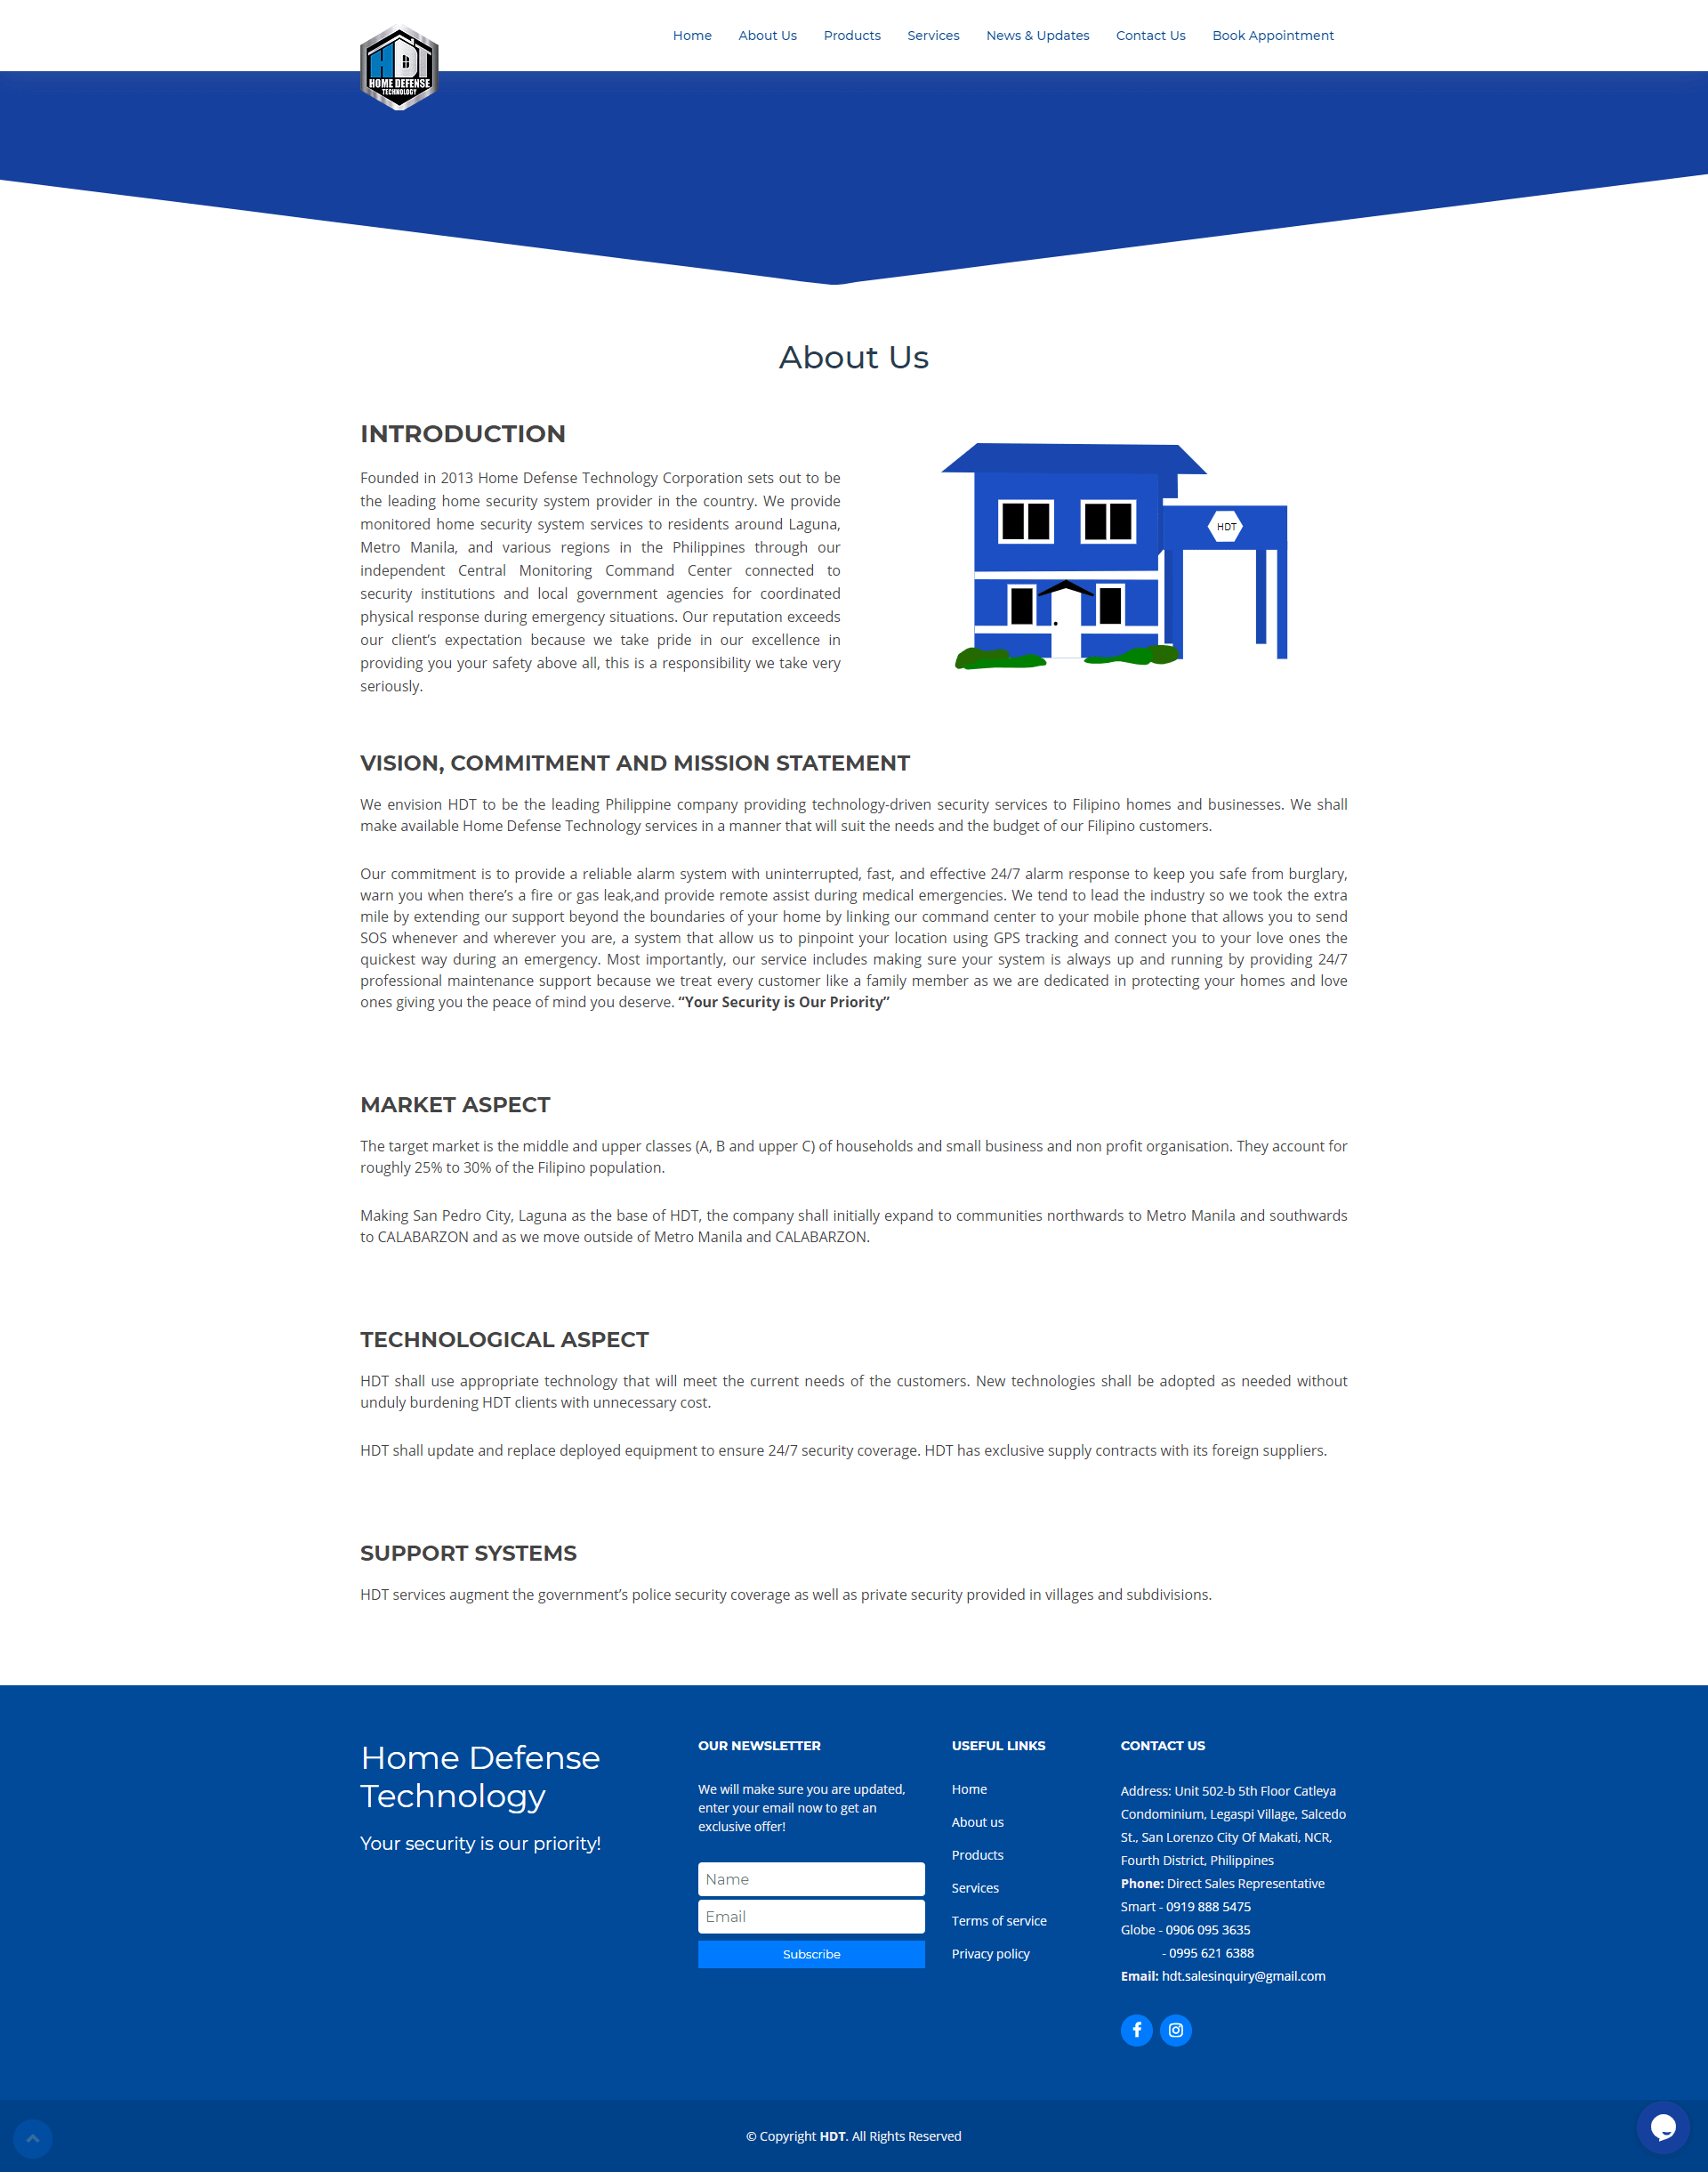 HDT
HOME DEFENSE
TECHNOLOGY
Home About Us Products Services News & Updates Contact Us Book Appointment
About Us
INTRODUCTION
Founded in 2013 Home Defense Technology Corporation sets out to be
the leading home security system provider in the country. We provide
monitored home security system services to residents around Laguna,
Metro Manila, and various regions in the Philippines through our
independent Central Monitoring Command Center connected to
security institutions and local government agencies for coordinated
physical response during emergency situations. Our reputation exceeds
our client’s expectation because we take pride in our excellence in
providing you your safety above all, this is a responsibility we take very
seriously.
HDT
VISION, COMMITMENT AND MISSION STATEMENT
We envision HDT to be the leading Philippine company providing technology-driven security services to Filipino homes and businesses. We shall
make available Home Defense Technology services in a manner that will suit the needs and the budget of our Filipino customers.
Our commitment is to provide a reliable alarm system with uninterrupted, fast, and effective 24/7 alarm response to keep you safe from burglary,
warn you when there’s a fire or gas leak,and provide remote assist during medical emergencies. We tend to lead the industry so we took the extra
mile by extending our support beyond the boundaries of your home by linking our command center to your mobile phone that allows you to send
SOS whenever and wherever you are, a system that allow us to pinpoint your location using GPS tracking and connect you to your love ones the
quickest way during an emergency. Most importantly, our service includes making sure your system is always up and running by providing 24/7
professional maintenance support because we treat every customer like a family member as we are dedicated in protecting your homes and love
ones giving you the peace of mind you deserve. “Your Security is Our Priority”
MARKET ASPECT
The target market is the middle and upper classes (A, B and upper C) of households and small business and non profit organisation. They account for
roughly 25% to 30% of the Filipino population.
Making San Pedro City, Laguna as the base of HDT, the company shall initially expand to communities northwards to Metro Manila and southwards
to CALABARZON and as we move outside of Metro Manila and CALABARZON.
TECHNOLOGICAL ASPECT
HDT shall use appropriate technology that will meet the current needs of the customers. New technologies shall be adopted as needed without
unduly burdening HDT clients with unnecessary cost.
HDT shall update and replace deployed equipment to ensure 24/7 security coverage. HDT has exclusive supply contracts with its foreign suppliers.
SUPPORT SYSTEMS
HDT services augment the government’s police security coverage as well as private security provided in villages and subdivisions.
Home Defense
Technology
Your security is our priority!
OUR NEWSLETTER
We will make sure you are updated,
enter your email now to get an
exclusive offer!
Name
Email
Subscribe
USEFUL LINKS
Home
About us
Products
Services
Terms of service
Privacy policy
CONTACT US
Address: Unit 502-b 5th Floor Catleya
Condominium, Legaspi Village, Salcedo
St., San Lorenzo City Of Makati, NCR,
Fourth District, Philippines
Phone: Direct Sales Representative
Smart - 0919 888 5475
Globe - 0906 095 3635
- 0995 621 6388
Email: hdt.salesinquiry@gmail.com
© Copyright HDT. All Rights Reserved